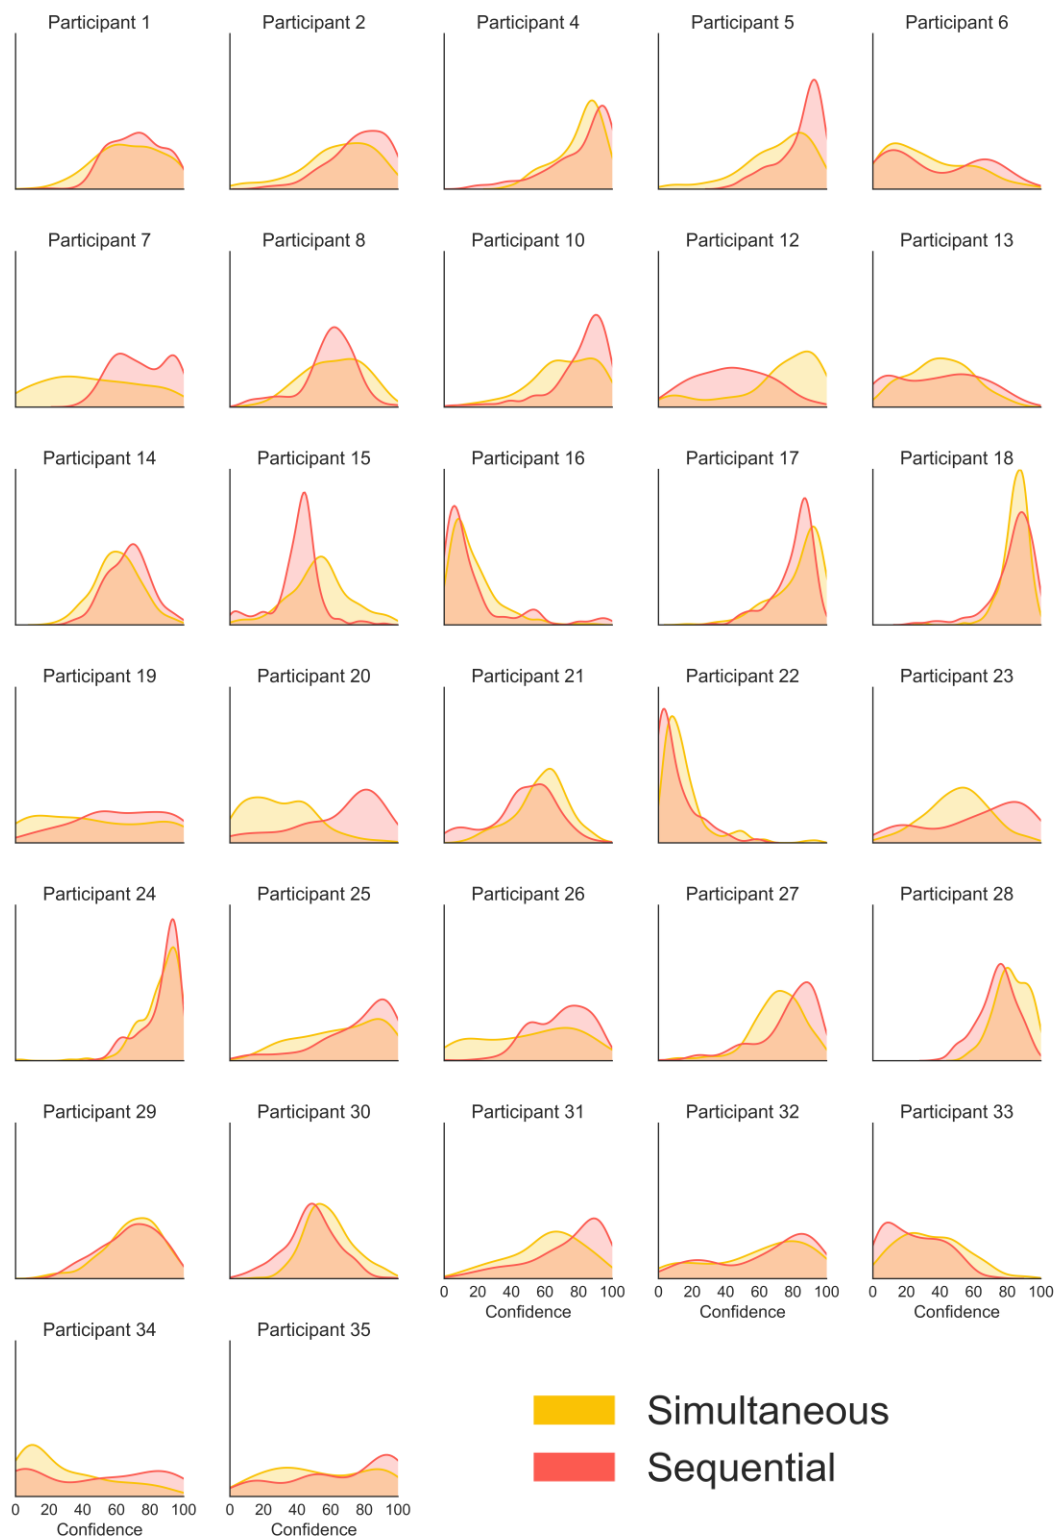 Participant 1 Participant 2 Participant 4 Participant 5 Participant 6
Participant 7 Participant 8 Participant 10 Participant 12 Participant 13
Participant 14 Participant 15 Participant 16 Participant 17 Participant 18
Participant 19 Participant 20 Participant 21 Participant 22 Participant 23
Participant 24 Participant 25 Participant 26 Participant 27 Participant 28
Participant 29 Participant 30 Participant 31 Participant 32 Participant 33
0 20 40 60 80 100 0 20 40 60 80 100 0 20 40 60 80 100
Confidence Confidence Confidence
Participant 34 Participant 35
Simultaneous
Sequential
0 20 40 60 80 100 0 20 40 60 80 100
Confidence Confidence